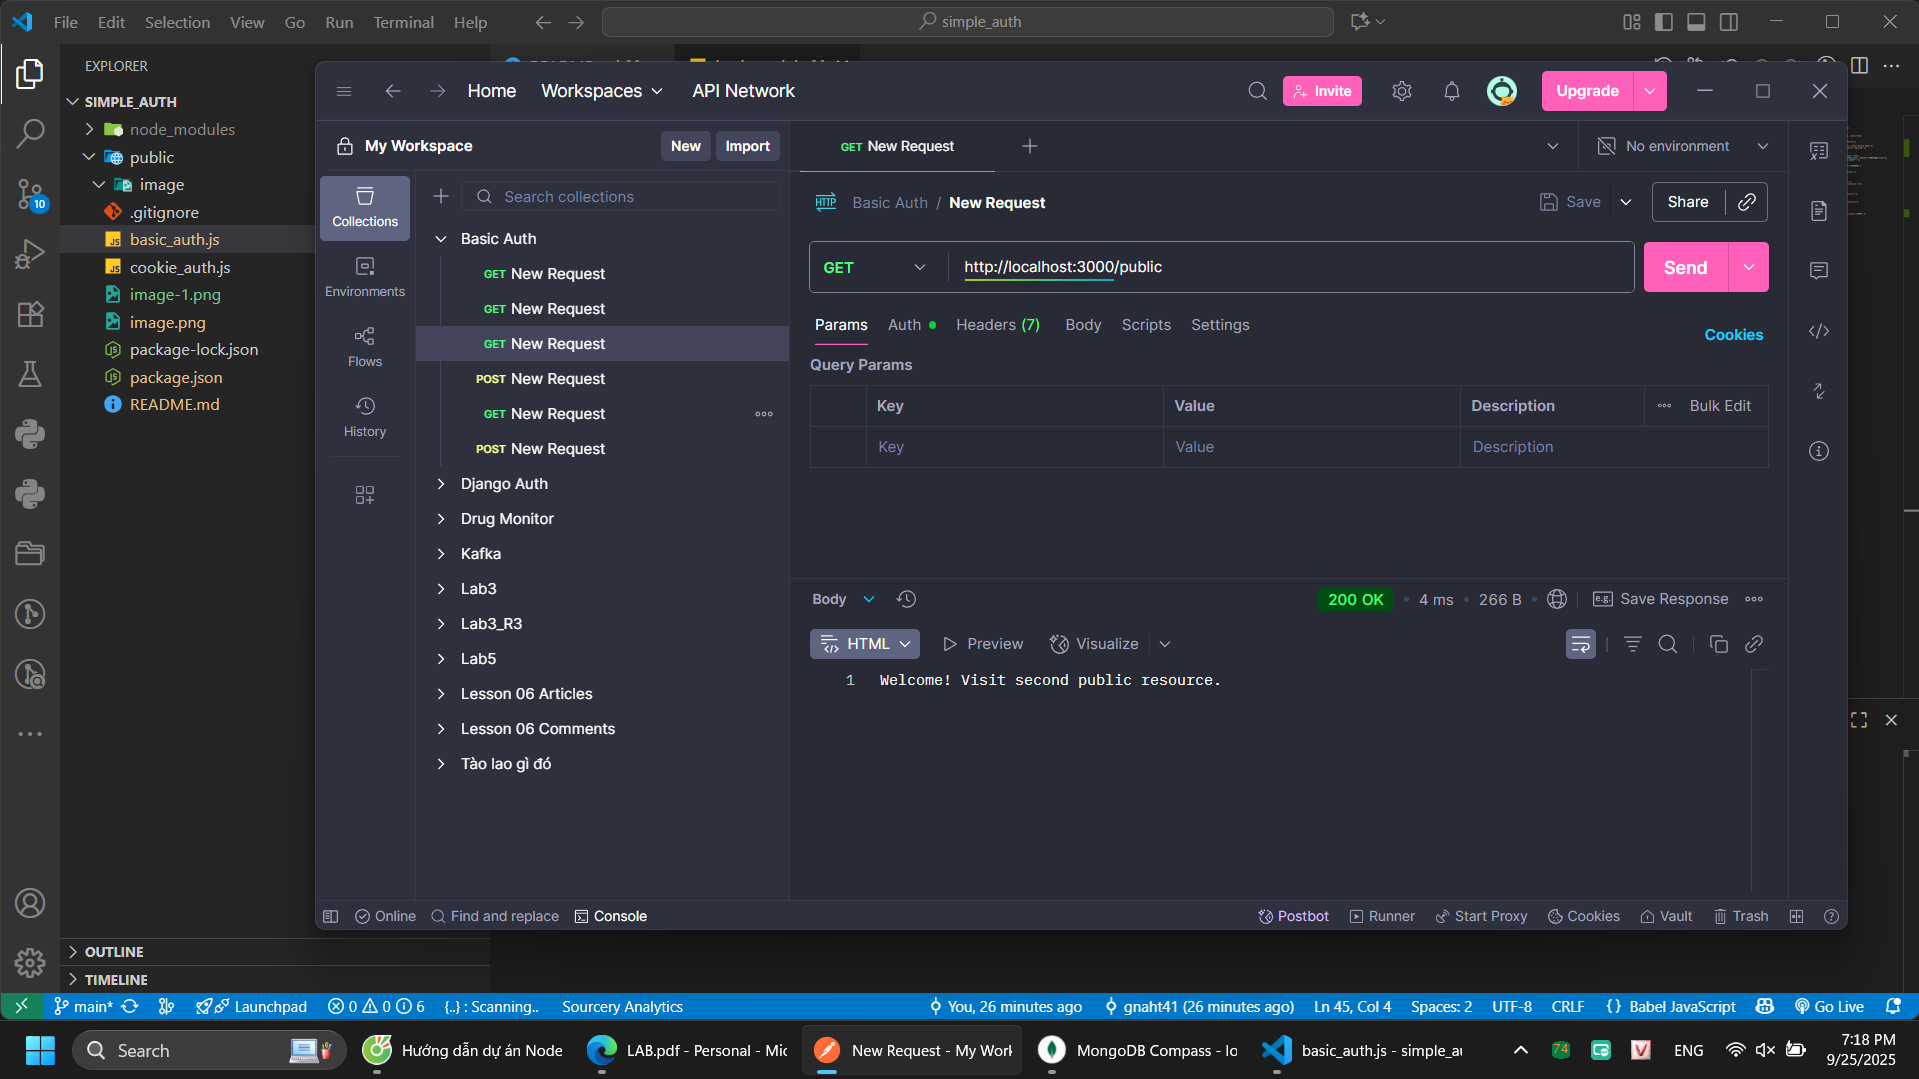 File Edit Selection View Go Run Terminal Help
simple_auth
EXPLORER
SIMPLE_AUTH
node_modules
public
image
.gitignore
basic_auth.js
cookie_auth.js
image-1.png
image.png
package-lock.json
package.json
README.md
OUTLINE
TIMELINE
10
Home Workspaces API Network
Invite
Upgrade
My Workspace
New
Import
Collections
Environments
Flows
History
Search collections
Basic Auth
GET New Request
GET New Request
GET New Request
POST New Request
GET New Request
POST New Request
Django Auth
Drug Monitor
Kafka
Lab3
Lab3_R3
Lab5
Lesson 06 Articles
Lesson 06 Comments
Tào lao gì đó
GET New Request
No environment
HTTP Basic Auth / New Request
Save
Share
GET http://localhost:3000/public
Send
Params Auth Headers (7) Body Scripts Settings
Cookies
Query Params
Key Value Description Bulk Edit
Key Value Description
Body
200 OK 4 ms 266 B
e.g. Save Response
HTML Preview Visualize
1 Welcome! Visit second public resource.
Online Find and replace Console
Postbot Runner Start Proxy Cookies Vault Trash
main* Launchpad 0 0 6 {..} : Scanning.. Sourcery Analytics
You, 26 minutes ago gnaht41 (26 minutes ago) Ln 45, Col 4 Spaces: 2 UTF-8 CRLF {} Babel JavaScript Go Live
Search
Hướng dẫn dự án Node
LAB.pdf - Personal - Mic
New Request - My Work
MongoDB Compass - lo
basic_auth.js - simple_au
74
ENG
7:18 PM
9/25/2025